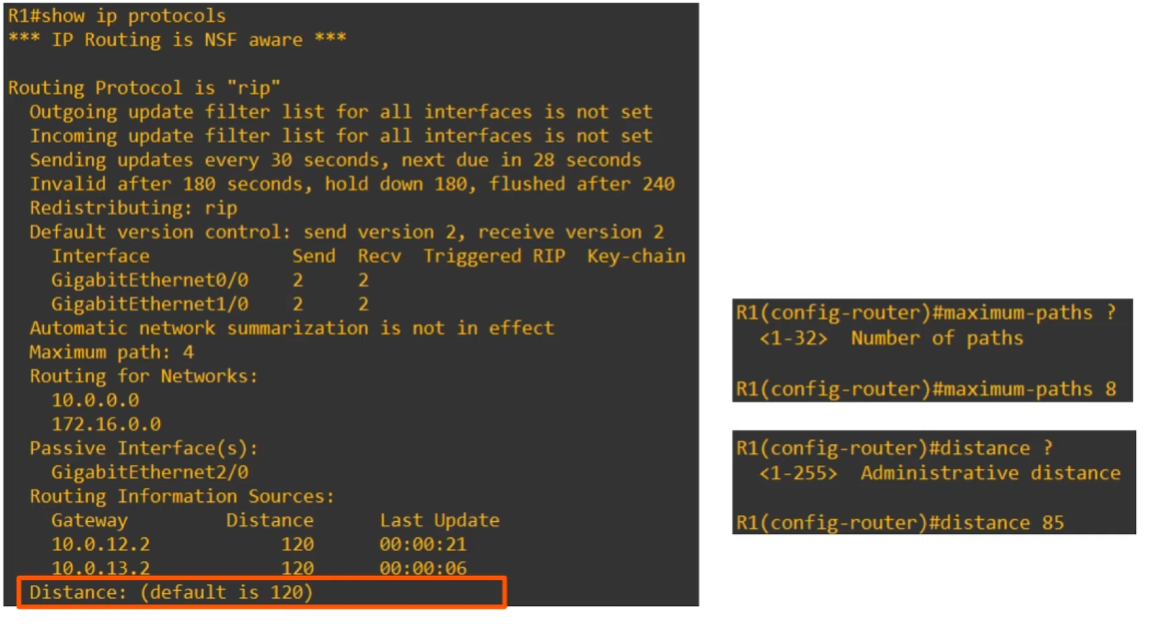 R1#show ip protocols
*** IP Routing is NSF aware ***
Routing Protocol is "rip"
Outgoing update filter list for all interfaces is not set
Incoming update filter list for all interfaces is not set
Sending updates every 30 seconds, next due in 28 seconds
Invalid after 180 seconds, hold down 180, flushed after 240
Redistributing: rip
Default version control: send version 2, receive version 2
Interface Send Recv Triggered RIP Key-chain
GigabitEthernet0/0 2 2
GigabitEthernet1/0 2 2
Automatic network summarization is not in effect
Maximum path: 4
Routing for Networks:
10.0.0.0
172.16.0.0
Passive Interface(s):
GigabitEthernet2/0
Routing Information Sources:
Gateway Distance Last Update
10.0.12.2 120 00:00:21
10.0.13.2 120 00:00:06
Distance: (default is 120)
R1(config-router)#maximum-paths ?
<1-32> Number of paths
R1(config-router)#maximum-paths 8
R1(config-router)#distance ?
<1-255> Administrative distance
R1(config-router)#distance 85